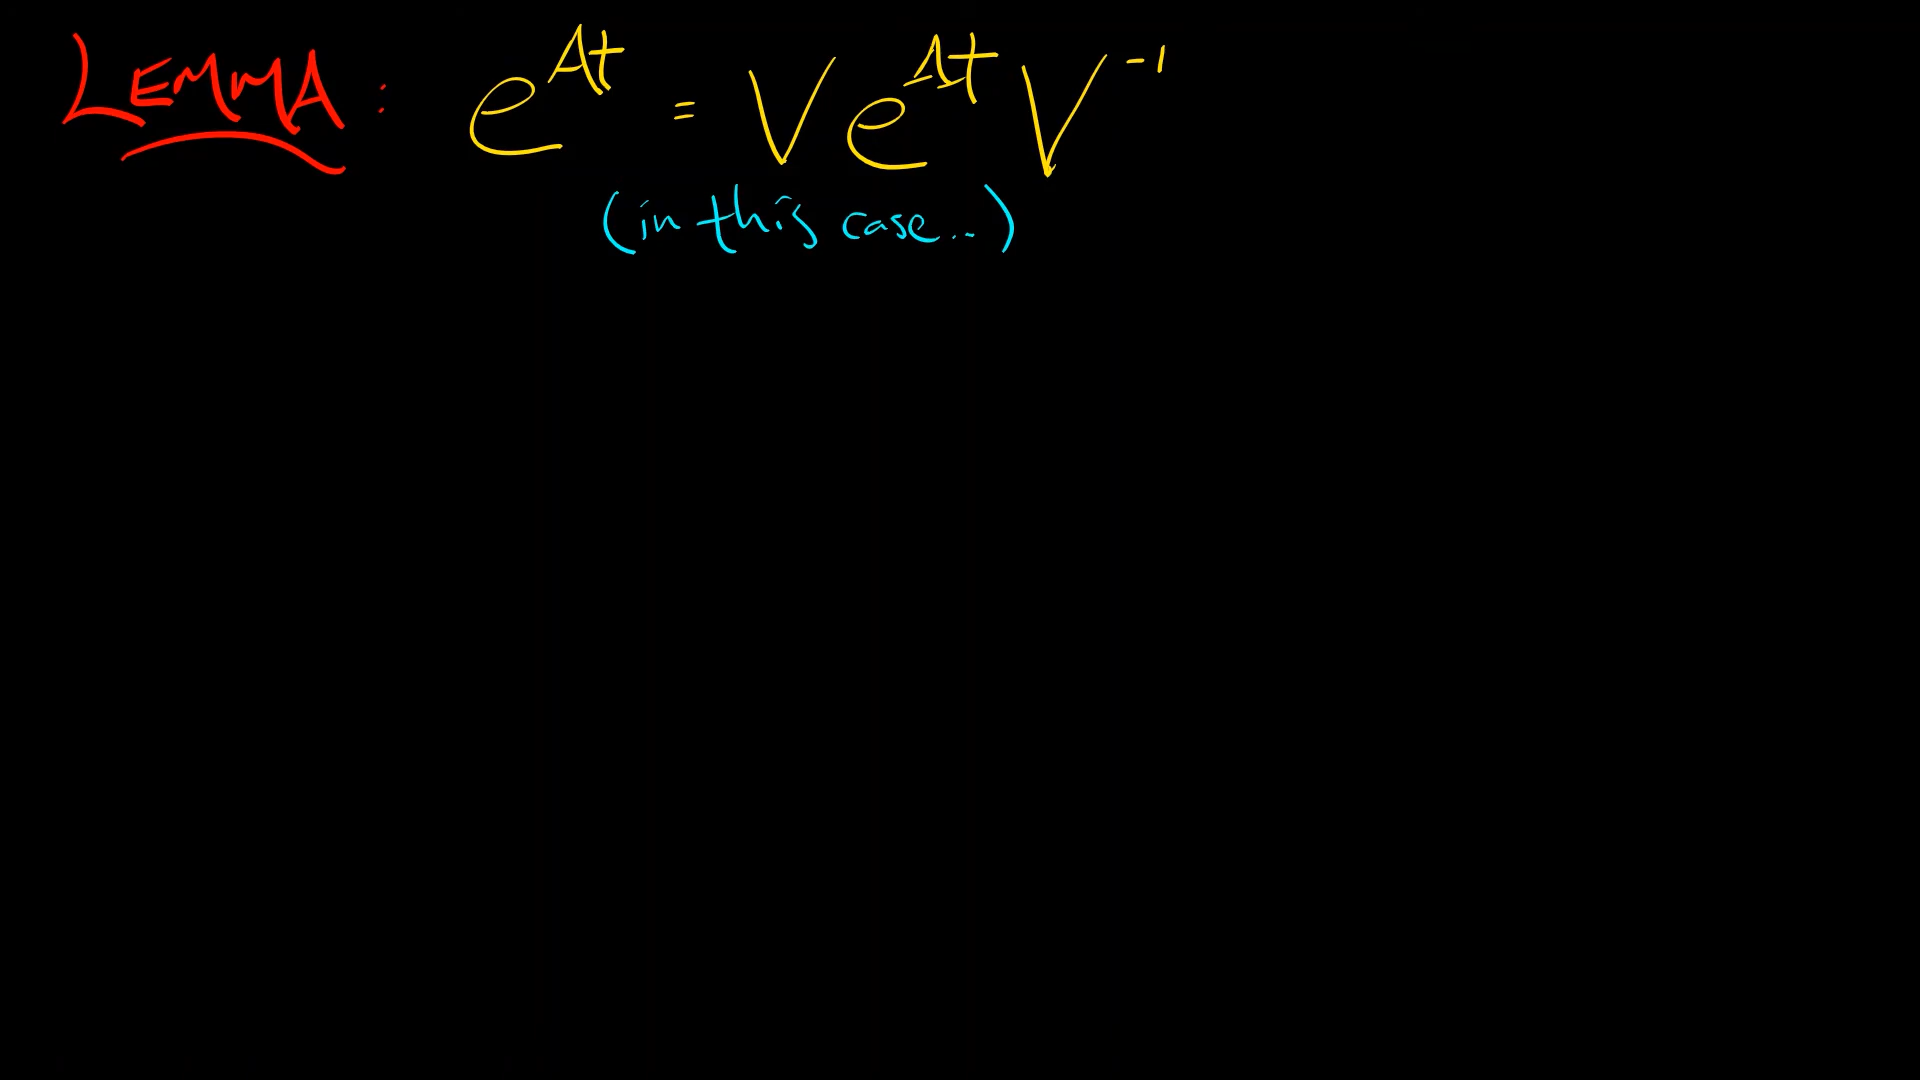 LEMMA: e^{At} = V e^{Λt} V^{-1}
(in this case...)